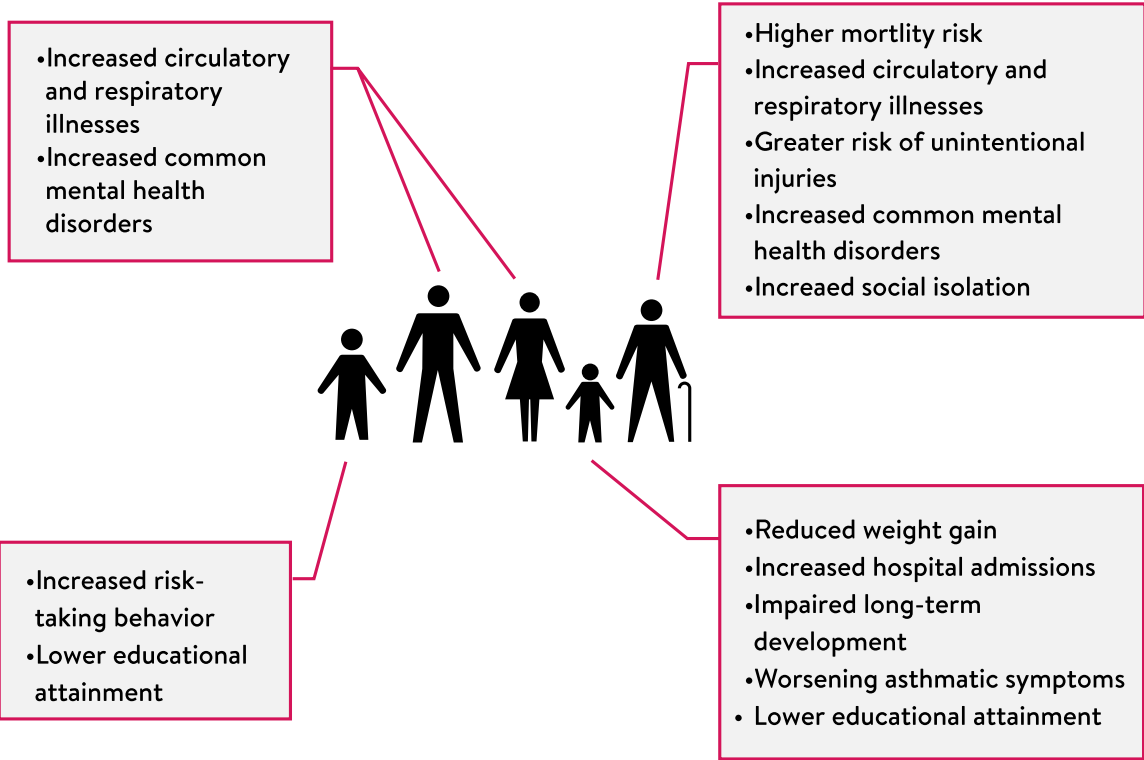 •Increased circulatory
and respiratory
illnesses
•Increased common
mental health
disorders
•Higher mortlity risk
•Increased circulatory and
respiratory illnesses
•Greater risk of unintentional
injuries
•Increased common mental
health disorders
•Increaed social isolation
•Increased risk-
taking behavior
•Lower educational
attainment
•Reduced weight gain
•Increased hospital admissions
•Impaired long-term
development
•Worsening asthmatic symptoms
• Lower educational attainment